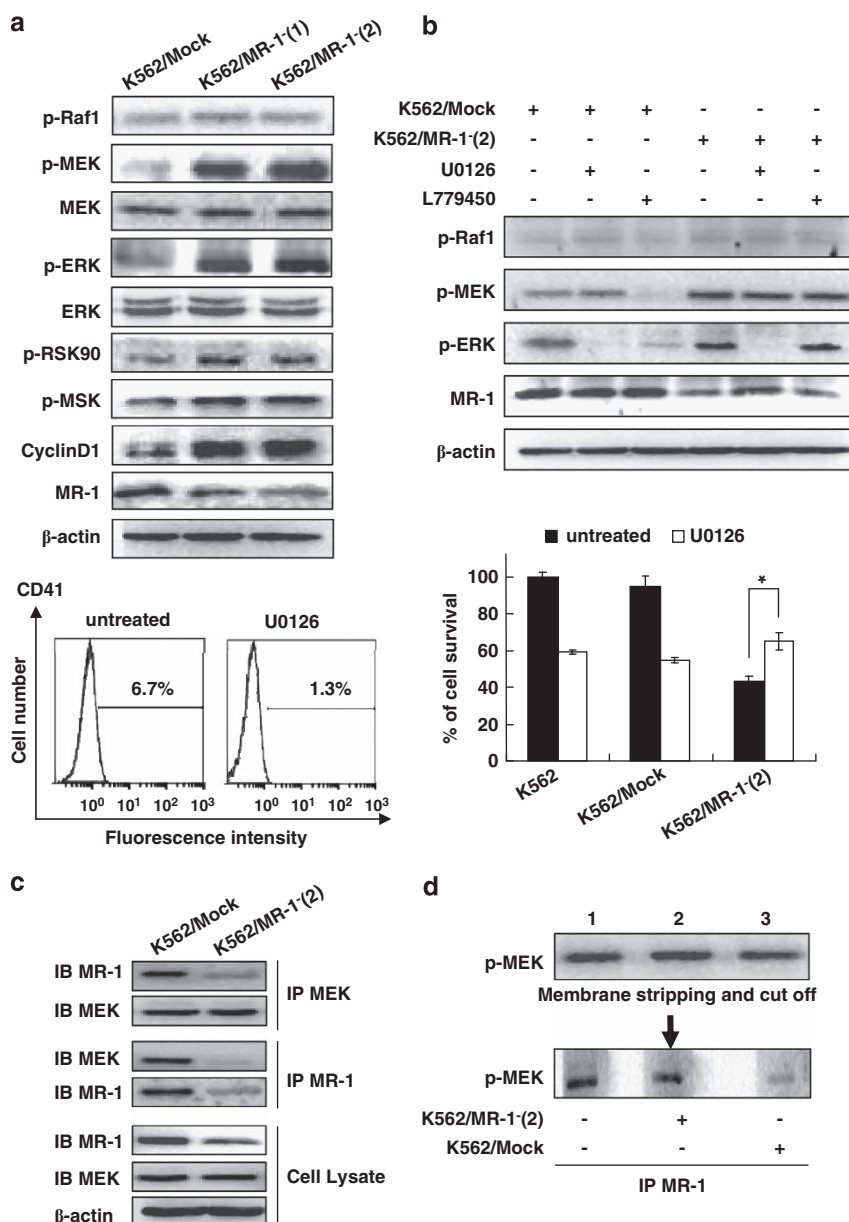 a
K562/Mock K562/MR-1⁻(1) K562/MR-1⁻(2)
p-Raf1
p-MEK
MEK
p-ERK
ERK
p-RSK90
p-MSK
CyclinD1
MR-1
β-actin
CD41
untreated U0126
6.7% 1.3%
Cell number
10⁰ 10¹ 10² 10³ 10⁰ 10¹ 10² 10³
Fluorescence intensity
b
K562/Mock + + + - - -
K562/MR-1⁻(2) - - - + + +
U0126 - + - - + -
L779450 - - + - - +
p-Raf1
p-MEK
p-ERK
MR-1
β-actin
untreated U0126
% of cell survival
100
80
60
40
20
0
*
K562 K562/Mock K562/MR-1⁻(2)
c
K562/Mock K562/MR-1⁻(2)
IB MR-1
IB MEK
IP MEK
IB MEK
IB MR-1
IP MR-1
IB MR-1
IB MEK
β-actin
Cell Lysate
d
1 2 3
p-MEK
Membrane stripping and cut off
p-MEK
K562/MR-1⁻(2) - + -
K562/Mock - - +
IP MR-1